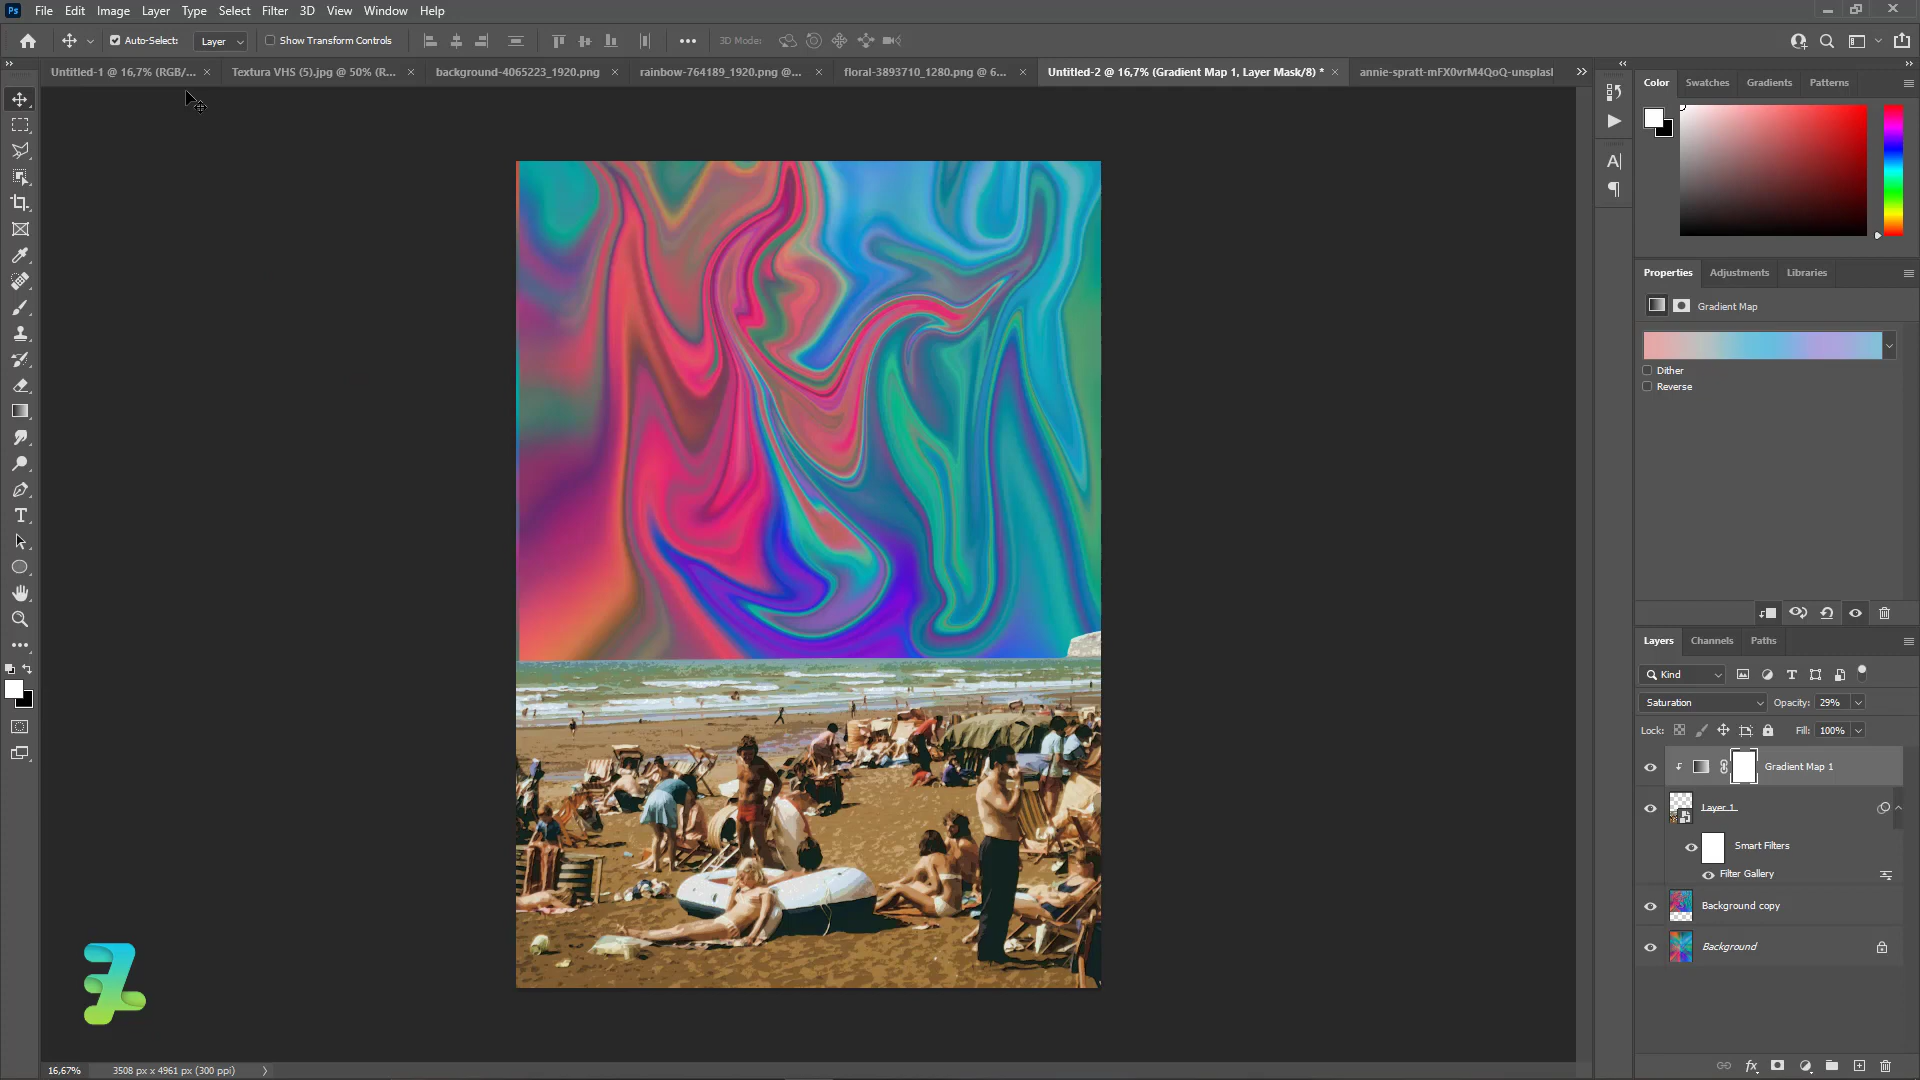 Ps File Edit Image Layer Type Select Filter 3D View Window Help
Auto-Select: Layer Show Transform Controls 3D Mode:
Untitled-1 @ 16,7% (RGB/... Textura VHS (5).jpg @ 50% (R... background-4065223_1920.png rainbow-764189_1920.png @... floral-3893710_1280.png @ 6... Untitled-2 @ 16,7% (Gradient Map 1, Layer Mask/8) * annie-spratt-mFX0vrM4QoQ-unsplas
Color Swatches Gradients Patterns
Properties Adjustments Libraries
Gradient Map
Dither
Reverse
Layers Channels Paths
Kind
Saturation Opacity: 29%
Lock: Fill: 100%
Gradient Map 1
Layer 1
Smart Filters
Filter Gallery
Background copy
Background
16,67% 3508 px x 4961 px (300 ppi)